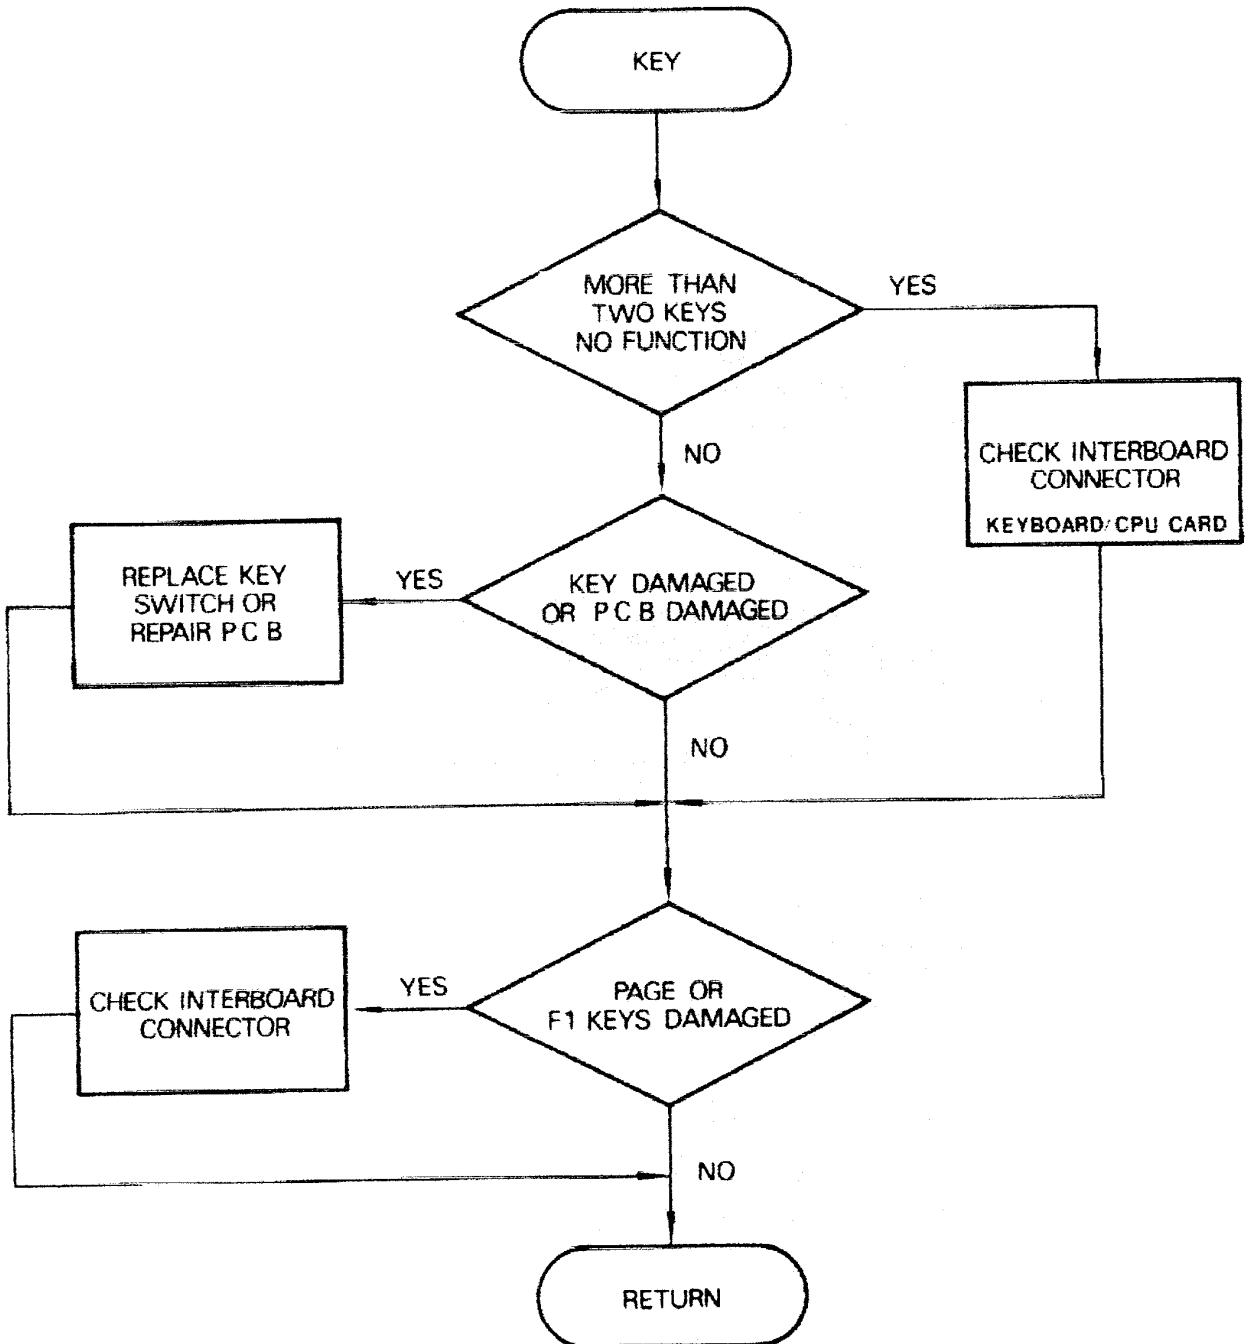 KEY
MORE THAN
TWO KEYS
NO FUNCTION
YES
NO
CHECK INTERBOARD
CONNECTOR
KEYBOARD/CPU CARD
KEY DAMAGED
OR P C B DAMAGED
YES
REPLACE KEY
SWITCH OR
REPAIR P C B
NO
PAGE OR
F1 KEYS DAMAGED
YES
CHECK INTERBOARD
CONNECTOR
NO
RETURN